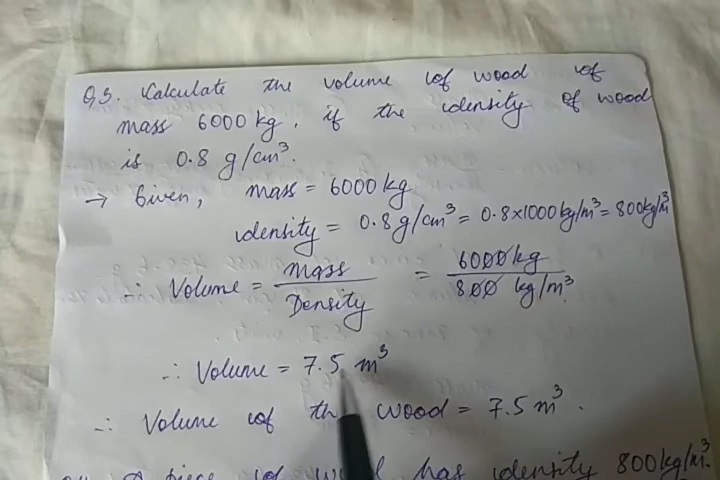 Q3. Calculate the volume of wood of
mass 6000 kg, if the density of wood
is 0.8 g/cm³.
→ Given, mass = 6000 kg
density = 0.8 g/cm³ = 0.8×1000 kg/m³ = 800 kg/m³
∴ Volume = Mass / Density = 6000 kg / 800 kg/m³
∴ Volume = 7.5 m³
∴ Volume of the wood = 7.5 m³.
piece of has density 800 kg/m³.